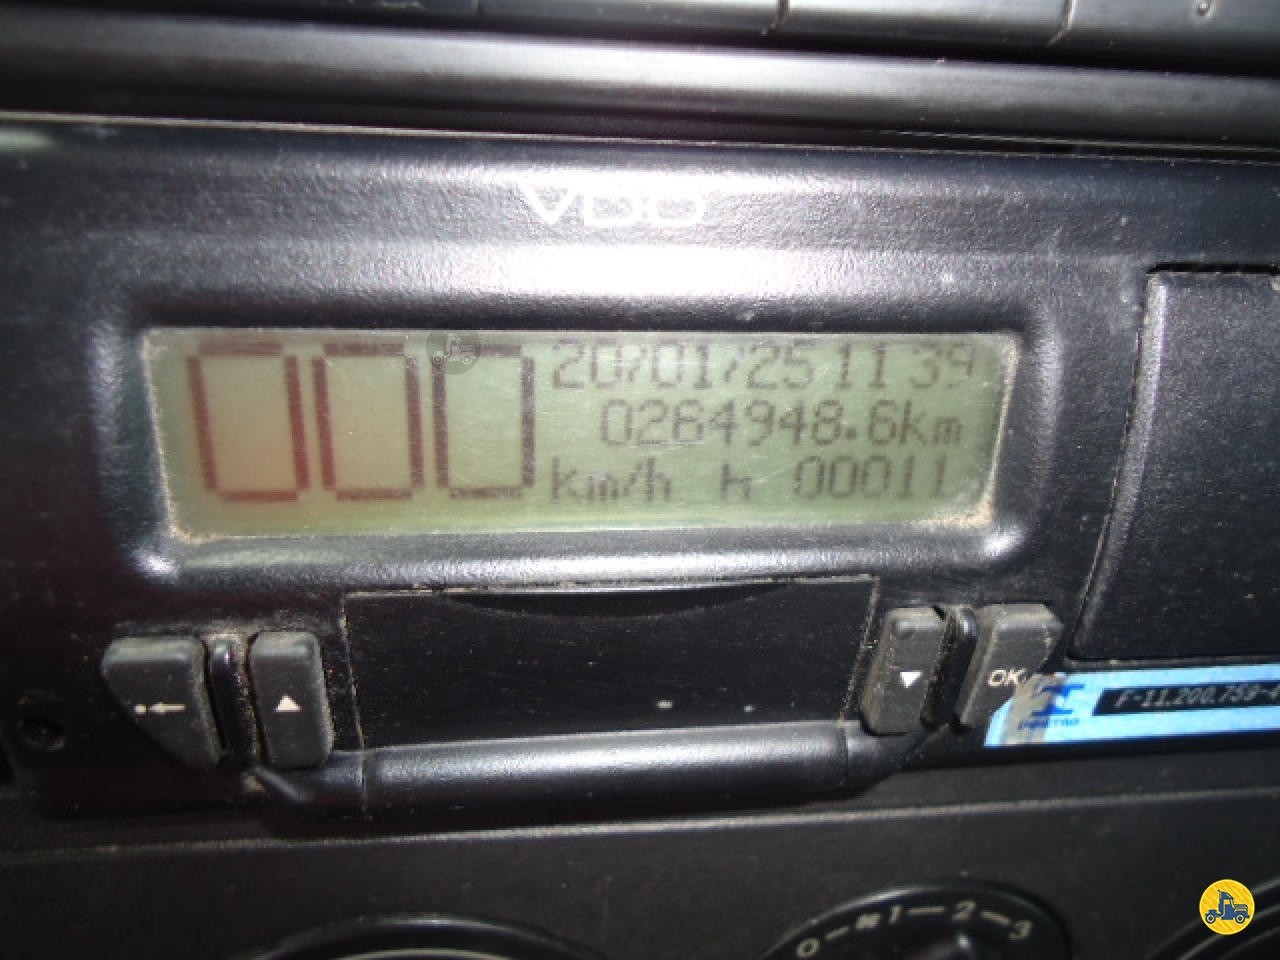 VDO
000 20/01/25 11 39
0264948.6km
km/h h 00011
OK
F-11.200.759-4
0 1 2 3